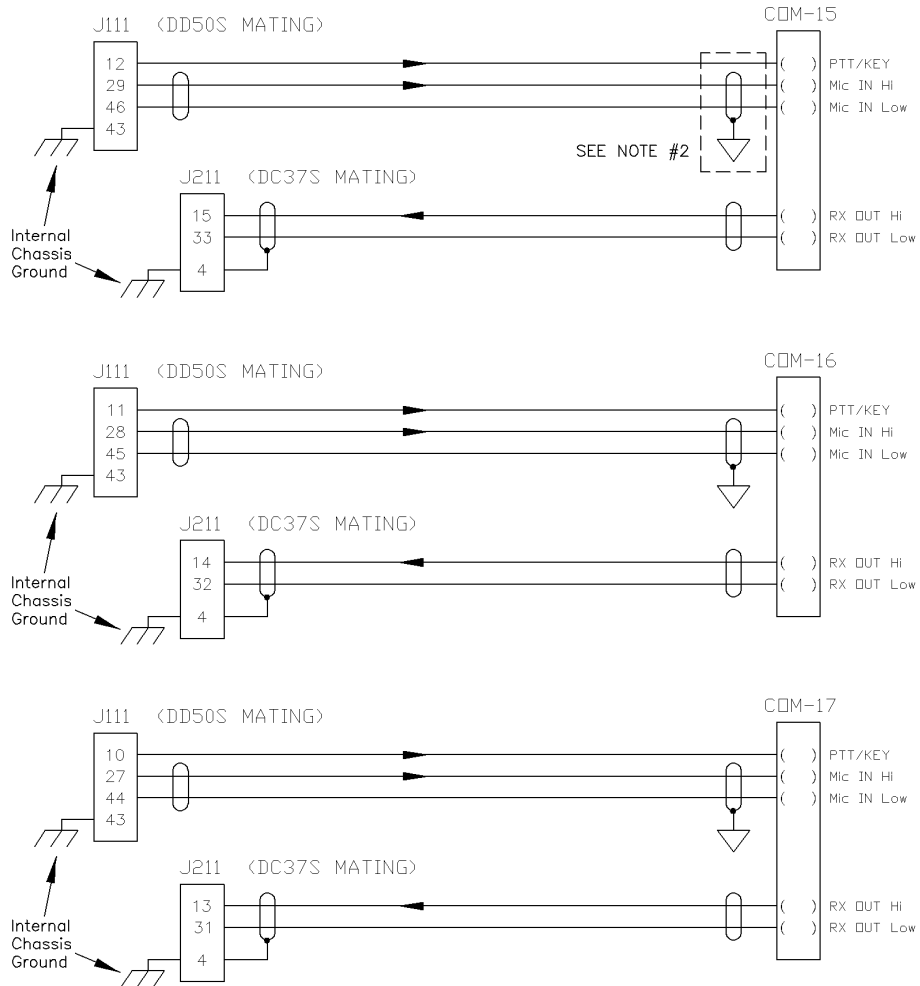 COM-15
J111 (DD50S MATING)
12
29
46
43
( ) PTT/KEY
( ) Mic IN Hi
( ) Mic IN Low
SEE NOTE #2
J211 (DC37S MATING)
15
33
4
( ) RX OUT Hi
( ) RX OUT Low
Internal
Chassis
Ground
COM-16
J111 (DD50S MATING)
11
28
45
43
( ) PTT/KEY
( ) Mic IN Hi
( ) Mic IN Low
J211 (DC37S MATING)
14
32
4
( ) RX OUT Hi
( ) RX OUT Low
Internal
Chassis
Ground
COM-17
J111 (DD50S MATING)
10
27
44
43
( ) PTT/KEY
( ) Mic IN Hi
( ) Mic IN Low
J211 (DC37S MATING)
13
31
4
( ) RX OUT Hi
( ) RX OUT Low
Internal
Chassis
Ground